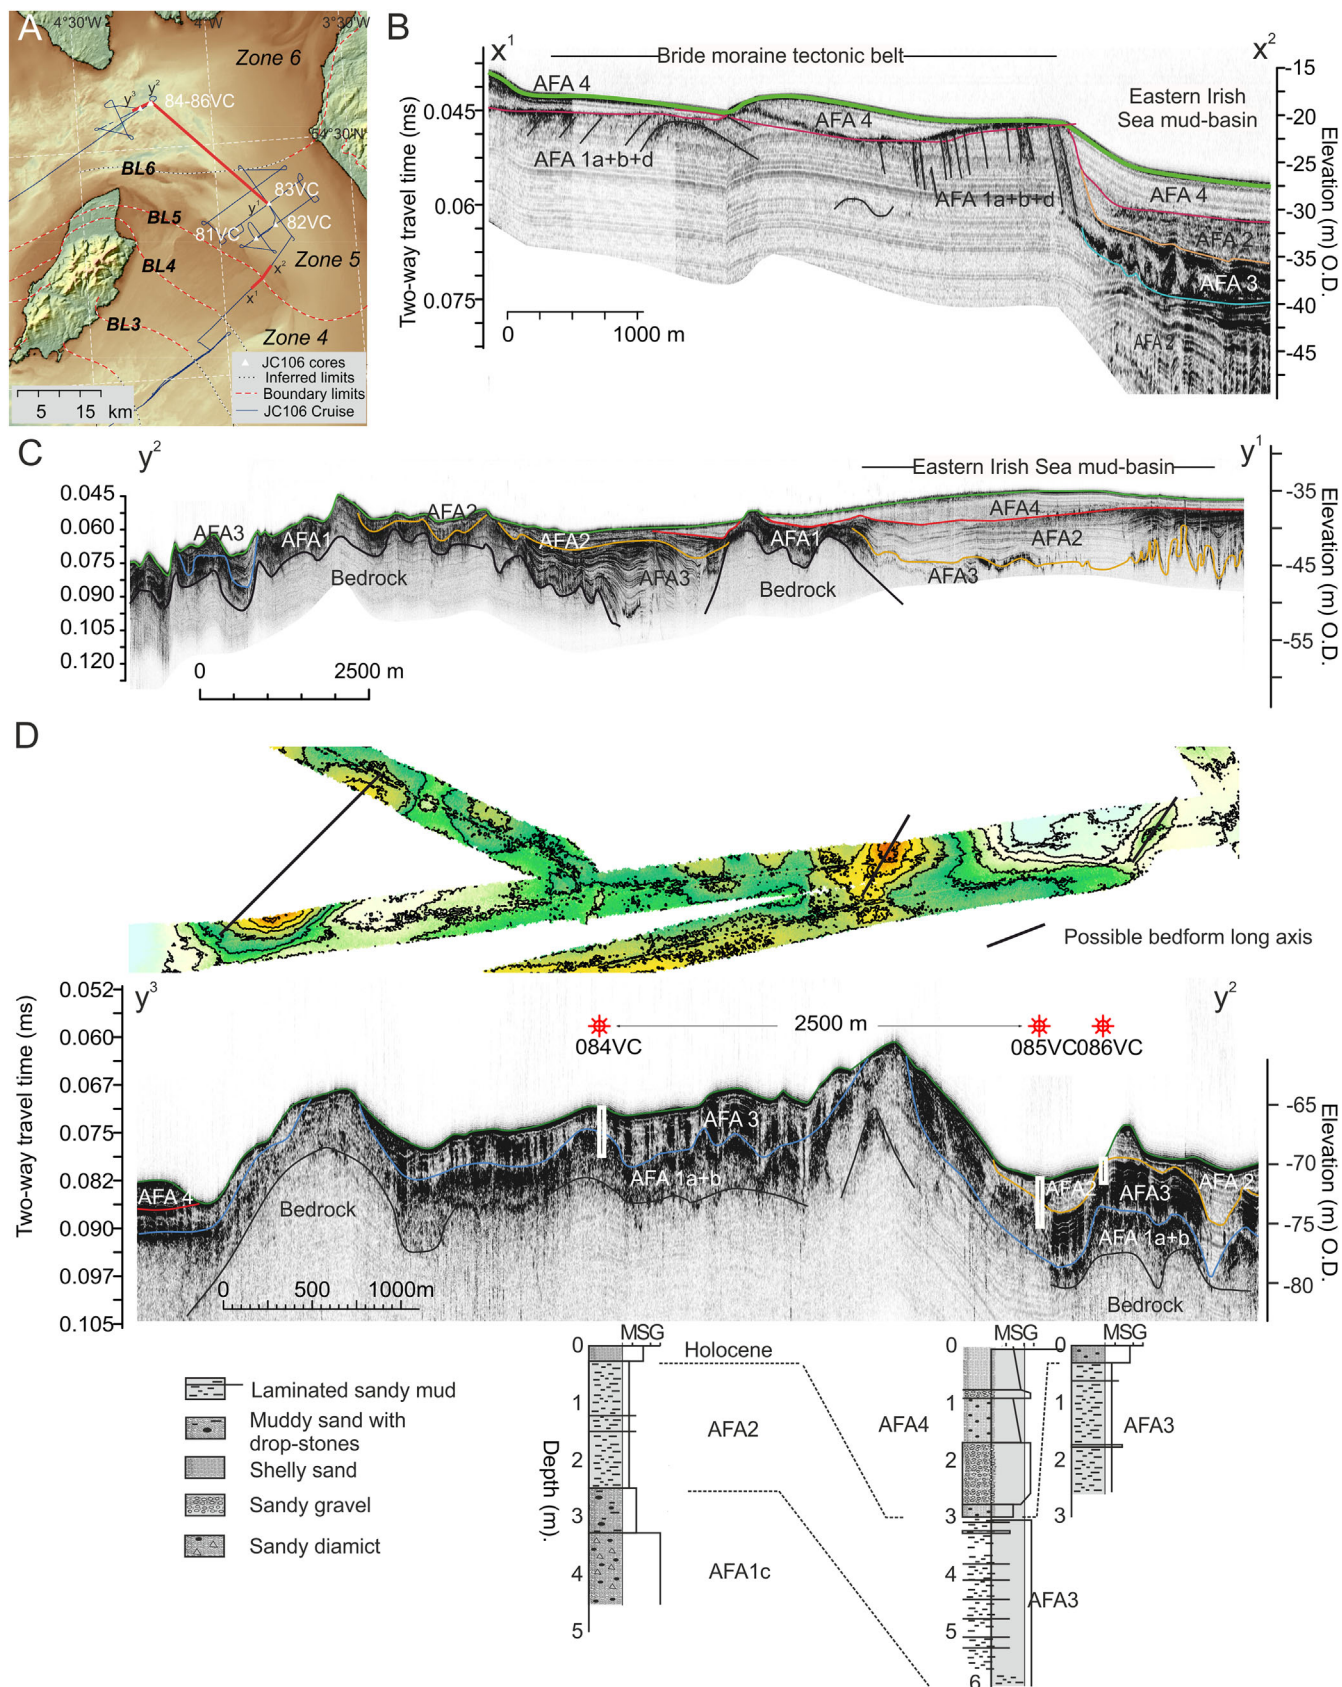 A
4°30'W
4°W
3°30'W
Zone 6
y³
y²
84-86VC
54°30'N
BL6
83VC
BL5
y
82VC
81VC
x²
Zone 5
BL4
x¹
BL3
Zone 4
JC106 cores
Inferred limits
Boundary limits
JC106 Cruise
5 15 km
B
x¹
Bride moraine tectonic belt
x²
AFA 4
Eastern Irish
Sea mud-basin
AFA 4
AFA 1a+b+d
AFA 1a+b+d
AFA 4
AFA 2
AFA 3
AFA 2
Two-way travel time (ms)
0.045
0.06
0.075
0 1000 m
-15
-20
-25
-30
-35
-40
-45
Elevation (m) O.D.
C
y²
Eastern Irish Sea mud-basin
y¹
0.045
0.060
0.075
0.090
0.105
0.120
AFA3
AFA1
AFA2
AFA2
AFA1
AFA4
AFA2
AFA3
AFA3
Bedrock
Bedrock
0 2500 m
-35
-45
-55
Elevation (m) O.D.
D
Possible bedform long axis
y³
y²
2500 m
084VC
085VC
086VC
Two-way travel time (ms)
0.052
0.060
0.067
0.075
0.082
0.090
0.097
0.105
AFA 3
AFA 1a+b
AFA 4
Bedrock
AFA2
AFA3
AFA 2
AFA 1a+b
Bedrock
0 500 1000m
-65
-70
-75
-80
Elevation (m) O.D.
Laminated sandy mud
Muddy sand with
drop-stones
Shelly sand
Sandy gravel
Sandy diamict
Depth (m).
MSG
0
1
2
3
4
5
Holocene
AFA2
AFA1c
MSG
0
1
2
3
4
5
6
AFA4
AFA3
MSG
0
1
2
3
AFA3